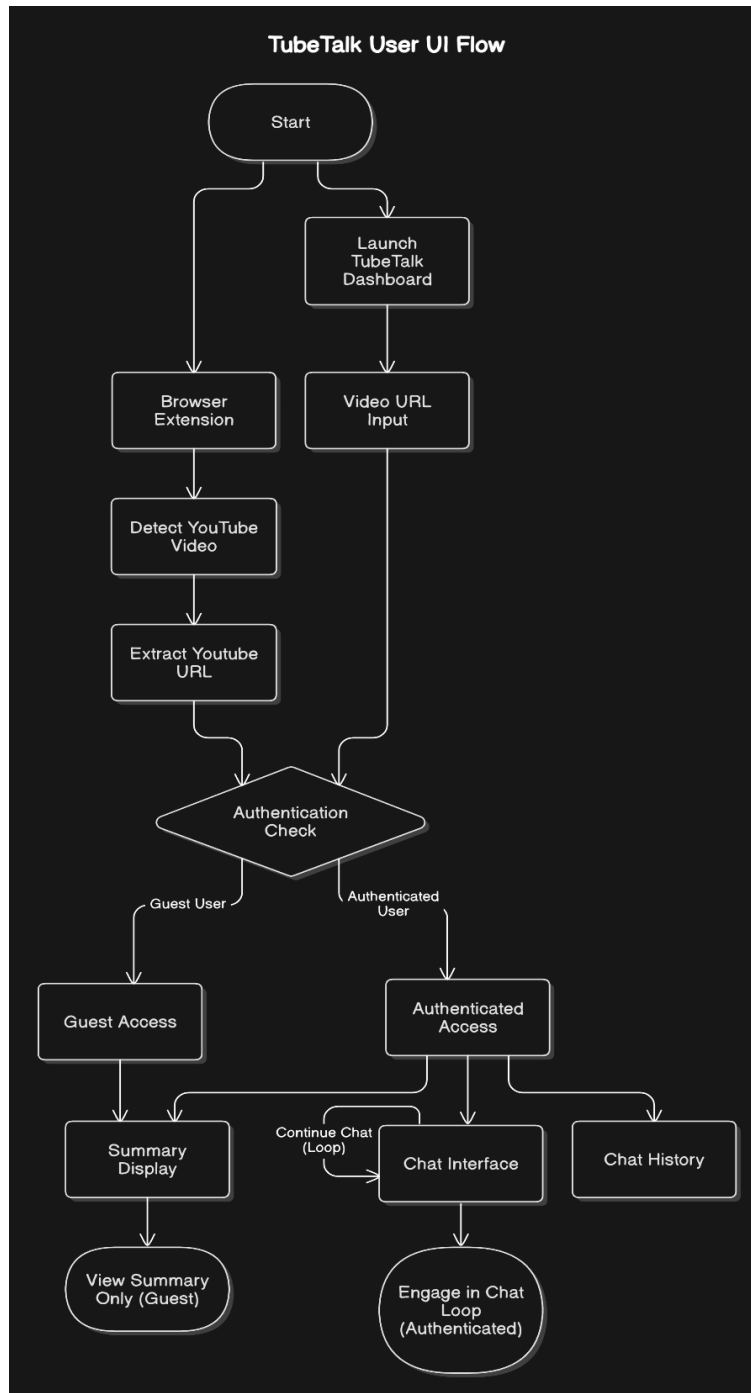 TubeTalk User UI Flow
Start
Launch
TubeTalk
Dashboard
Browser
Extension
Video URL
Input
Detect YouTube
Video
Extract Youtube
URL
Authentication
Check
Guest User
Authenticated
User
Guest Access
Authenticated
Access
Summary
Display
Continue Chat
(Loop)
Chat Interface
Chat History
View Summary
Only (Guest)
Engage in Chat
Loop
(Authenticated)